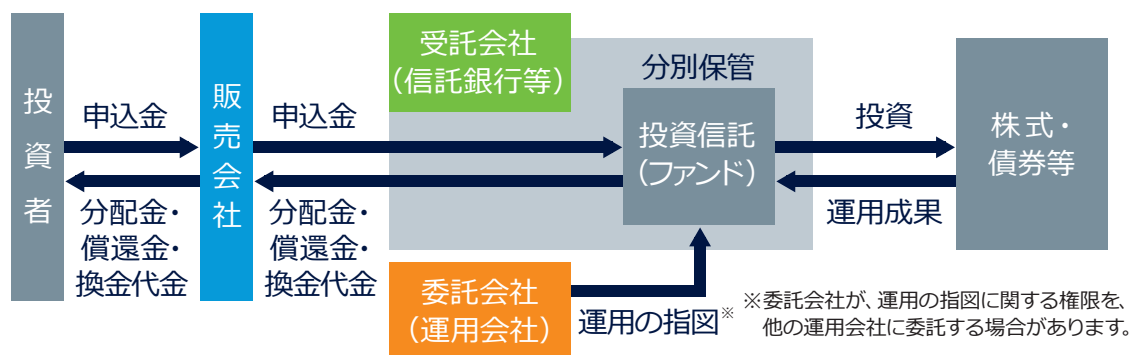 投資者
申込金
分配金・
償還金・
換金代金
販売会社
申込金
分配金・
償還金・
換金代金
受託会社
（信託銀行等）
分別保管
投資信託
（ファンド）
投資
運用成果
株式・
債券等
委託会社
（運用会社）
運用の指図※
※委託会社が、運用の指図に関する権限を、
他の運用会社に委託する場合があります。